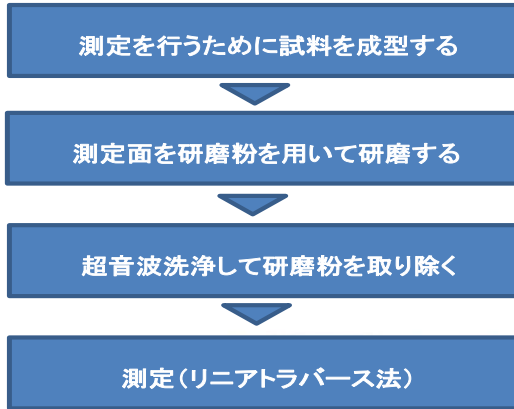 測定を行うために試料を成型する
測定面を研磨粉を用いて研磨する
超音波洗浄して研磨粉を取り除く
測定（リニアトラバース法）